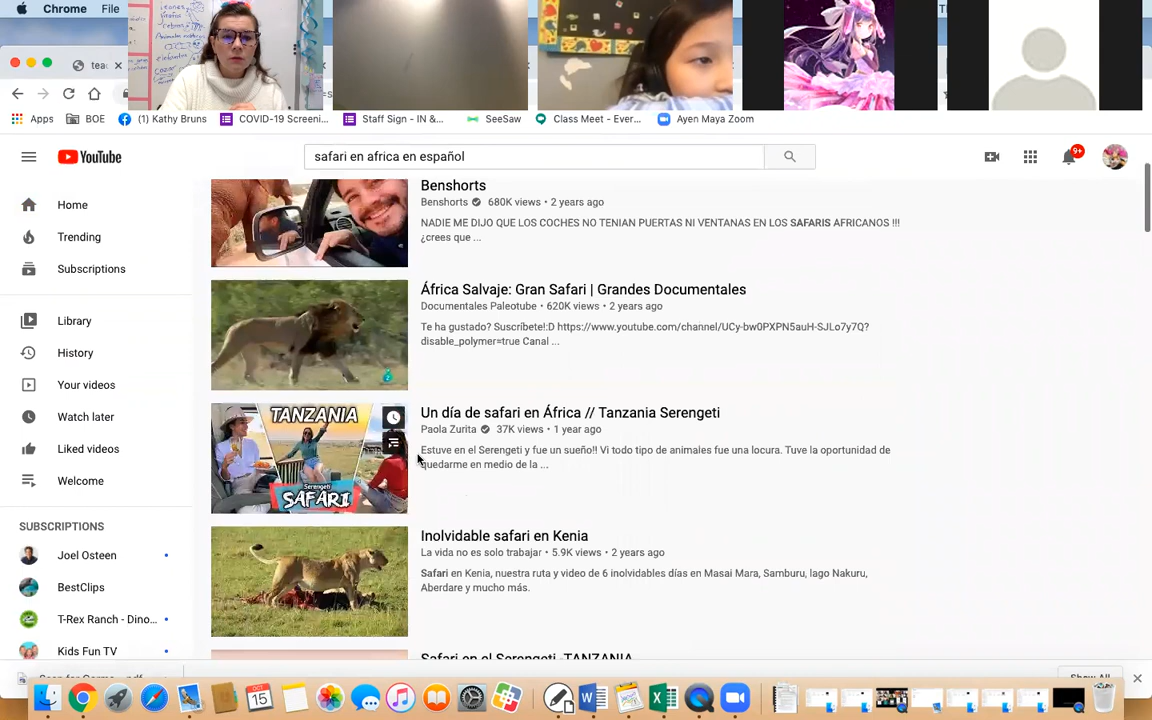 Chrome File
teac
Apps BOE (1) Kathy Bruns COVID-19 Screeni... Staff Sign - IN &... SeeSaw Class Meet - Ever... Ayen Maya Zoom
YouTube
safari en africa en español
9+
Home
Trending
Subscriptions
Library
History
Your videos
Watch later
Liked videos
Welcome
SUBSCRIPTIONS
Joel Osteen
BestClips
T-Rex Ranch - Dino...
Kids Fun TV
Benshorts
Benshorts 680K views • 2 years ago
NADIE ME DIJO QUE LOS COCHES NO TENIAN PUERTAS NI VENTANAS EN LOS SAFARIS AFRICANOS !!!
¿crees que ...
África Salvaje: Gran Safari | Grandes Documentales
Documentales Paleotube • 620K views • 2 years ago
Te ha gustado? Suscríbete!:D https://www.youtube.com/channel/UCy-bw0PXPN5auH-SJLo7y7Q?
disable_polymer=true Canal ...
TANZANIA
Serengeti
SAFARI
Un día de safari en África // Tanzania Serengeti
Paola Zurita 37K views • 1 year ago
Estuve en el Serengeti y fue un sueño!! Vi todo tipo de animales fue una locura. Tuve la oportunidad de
quedarme en medio de la ...
Inolvidable safari en Kenia
La vida no es solo trabajar • 5.9K views • 2 years ago
Safari en Kenia, nuestra ruta y video de 6 inolvidables días en Masai Mara, Samburu, lago Nakuru,
Aberdare y mucho más.
Safari en el Serengeti -TANZANIA
Show All
OCT
15